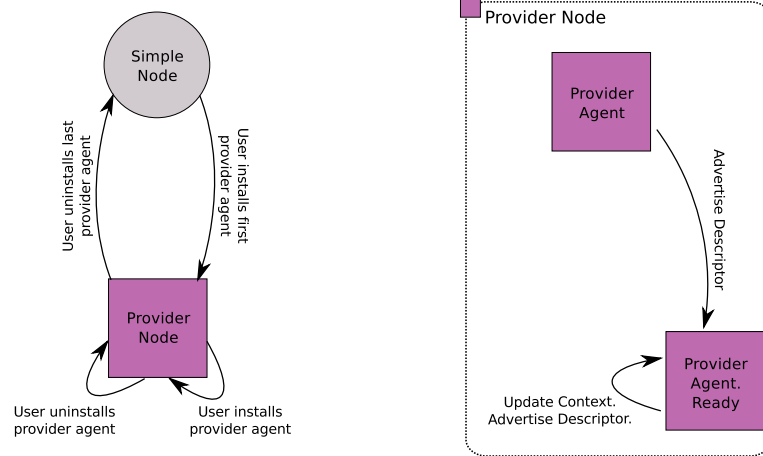 Simple
Node
User uninstalls last
provider agent
User installs first
provider agent
Provider
Node
User uninstalls
provider agent
User installs
provider agent
Provider Node
Provider
Agent
Advertise Descriptor
Provider
Agent.
Ready
Update Context.
Advertise Descriptor.